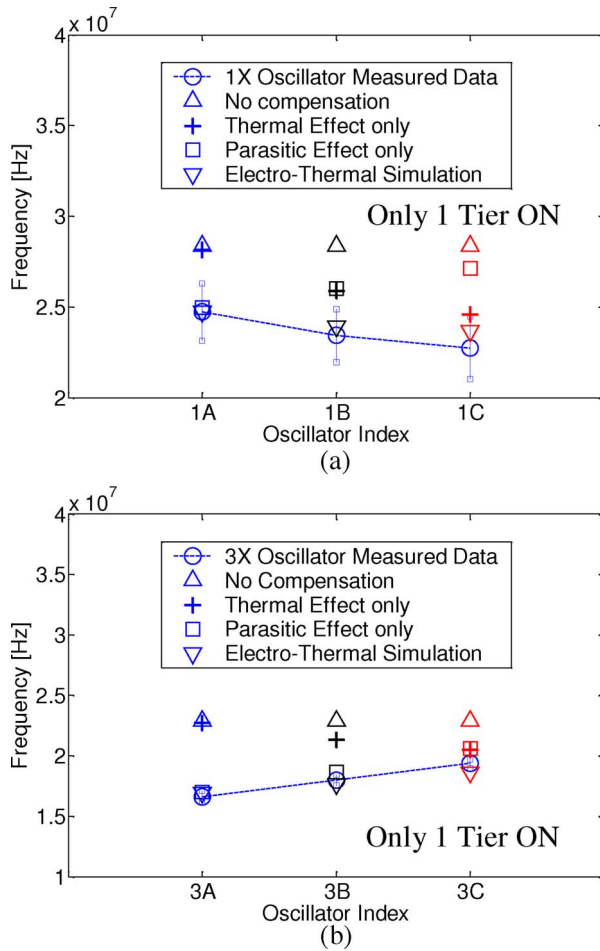 x 10^7
4
3.5
3
2.5
2
Frequency [Hz]
1X Oscillator Measured Data
No compensation
Thermal Effect only
Parasitic Effect only
Electro-Thermal Simulation
Only 1 Tier ON
1A 1B 1C
Oscillator Index
(a)
x 10^7
4
3.5
3
2.5
2
1.5
1
Frequency [Hz]
3X Oscillator Measured Data
No Compensation
Thermal Effect only
Parasitic Effect only
Electro-Thermal Simulation
Only 1 Tier ON
3A 3B 3C
Oscillator Index
(b)